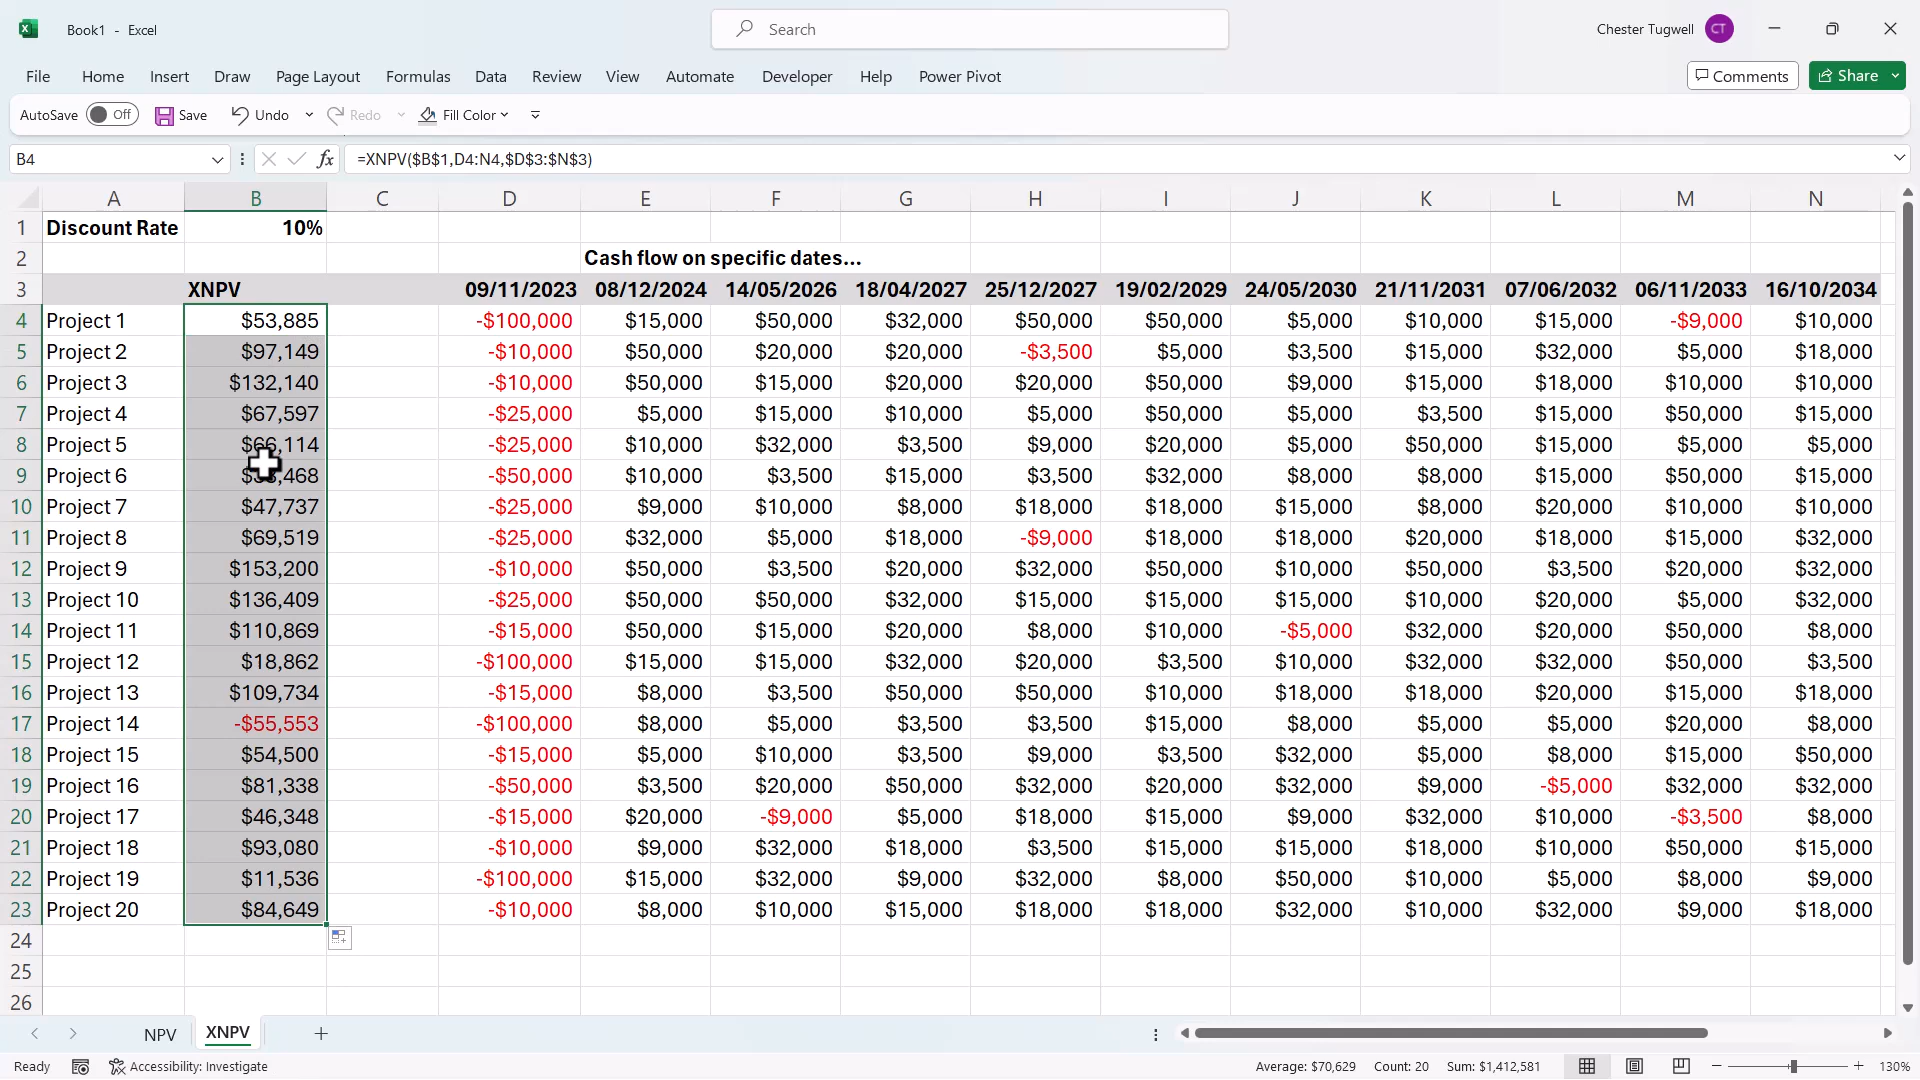 Book1 - Excel
Search
Chester Tugwell
CT
File Home Insert Draw Page Layout Formulas Data Review View Automate Developer Help Power Pivot
Comments
Share
AutoSave Off Save Undo Redo Fill Color
B4 fx =XNPV($B$1,D4:N4,$D$3:$N$3)
A B C D E F G H I J K L M N
1 Discount Rate 10%
2 Cash flow on specific dates...
3 XNPV 09/11/2023 08/12/2024 14/05/2026 18/04/2027 25/12/2027 19/02/2029 24/05/2030 21/11/2031 07/06/2032 06/11/2033 16/10/2034
4 Project 1 $53,885 -$100,000 $15,000 $50,000 $32,000 $50,000 $50,000 $5,000 $10,000 $15,000 -$9,000 $10,000
5 Project 2 $97,149 -$10,000 $50,000 $20,000 $20,000 -$3,500 $5,000 $3,500 $15,000 $32,000 $5,000 $18,000
6 Project 3 $132,140 -$10,000 $50,000 $15,000 $20,000 $20,000 $50,000 $9,000 $15,000 $18,000 $10,000 $10,000
7 Project 4 $67,597 -$25,000 $5,000 $15,000 $10,000 $5,000 $50,000 $5,000 $3,500 $15,000 $50,000 $15,000
8 Project 5 $66,114 -$25,000 $10,000 $32,000 $3,500 $9,000 $20,000 $5,000 $50,000 $15,000 $5,000 $5,000
9 Project 6 -$50,000 $10,000 $3,500 $15,000 $3,500 $32,000 $8,000 $8,000 $15,000 $50,000 $15,000
10 Project 7 $47,737 -$25,000 $9,000 $10,000 $8,000 $18,000 $18,000 $15,000 $8,000 $20,000 $10,000 $10,000
11 Project 8 $69,519 -$25,000 $32,000 $5,000 $18,000 -$9,000 $18,000 $18,000 $20,000 $18,000 $15,000 $32,000
12 Project 9 $153,200 -$10,000 $50,000 $3,500 $20,000 $32,000 $50,000 $10,000 $50,000 $3,500 $20,000 $32,000
13 Project 10 $136,409 -$25,000 $50,000 $50,000 $32,000 $15,000 $15,000 $15,000 $10,000 $20,000 $5,000 $32,000
14 Project 11 $110,869 -$15,000 $50,000 $15,000 $20,000 $8,000 $10,000 -$5,000 $32,000 $20,000 $50,000 $8,000
15 Project 12 $18,862 -$100,000 $15,000 $15,000 $32,000 $20,000 $3,500 $10,000 $32,000 $32,000 $50,000 $3,500
16 Project 13 $109,734 -$15,000 $8,000 $3,500 $50,000 $50,000 $10,000 $18,000 $18,000 $20,000 $15,000 $18,000
17 Project 14 -$55,553 -$100,000 $8,000 $5,000 $3,500 $3,500 $15,000 $8,000 $5,000 $5,000 $20,000 $8,000
18 Project 15 $54,500 -$15,000 $5,000 $10,000 $3,500 $9,000 $3,500 $32,000 $5,000 $8,000 $15,000 $50,000
19 Project 16 $81,338 -$50,000 $3,500 $20,000 $50,000 $32,000 $20,000 $32,000 $9,000 -$5,000 $32,000 $32,000
20 Project 17 $46,348 -$15,000 $20,000 -$9,000 $5,000 $18,000 $15,000 $9,000 $32,000 $10,000 -$3,500 $8,000
21 Project 18 $93,080 -$10,000 $9,000 $32,000 $18,000 $3,500 $15,000 $15,000 $18,000 $10,000 $50,000 $15,000
22 Project 19 $11,536 -$100,000 $15,000 $32,000 $9,000 $32,000 $8,000 $50,000 $10,000 $5,000 $8,000 $9,000
23 Project 20 $84,649 -$10,000 $8,000 $10,000 $15,000 $18,000 $18,000 $32,000 $10,000 $32,000 $9,000 $18,000
24
25
26
NPV XNPV
Ready Accessibility: Investigate Average: $70,629 Count: 20 Sum: $1,412,581 130%